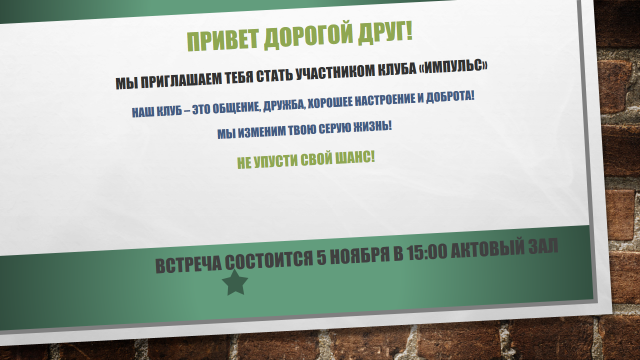 ПРИВЕТ ДОРОГОЙ ДРУГ!
МЫ ПРИГЛАШАЕМ ТЕБЯ СТАТЬ УЧАСТНИКОМ КЛУБА «ИМПУЛЬС»
НАШ КЛУБ – ЭТО ОБЩЕНИЕ, ДРУЖБА, ХОРОШЕЕ НАСТРОЕНИЕ И ДОБРОТА!
МЫ ИЗМЕНИМ ТВОЮ СЕРУЮ ЖИЗНЬ!
НЕ УПУСТИ СВОЙ ШАНС!
ВСТРЕЧА СОСТОИТСЯ 5 НОЯБРЯ В 15:00 АКТОВЫЙ ЗАЛ